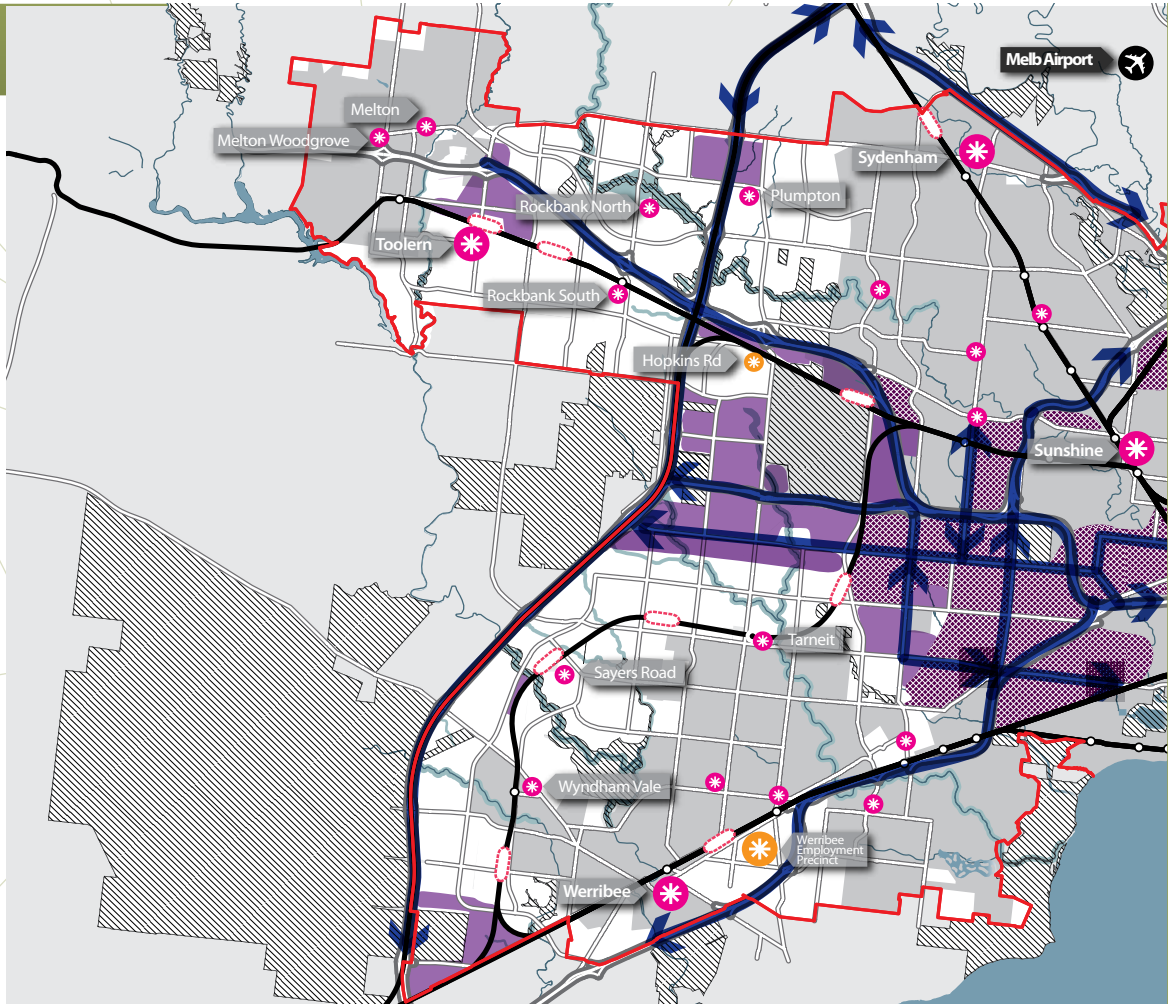 Melb Airport
Melton
Melton Woodgrove
Sydenham
Rockbank North
Plumpton
Toolern
Rockbank South
Hopkins Rd
Sunshine
Tarneit
Sayers Road
Wyndham Vale
Werribee
Employment
Precinct
Werribee